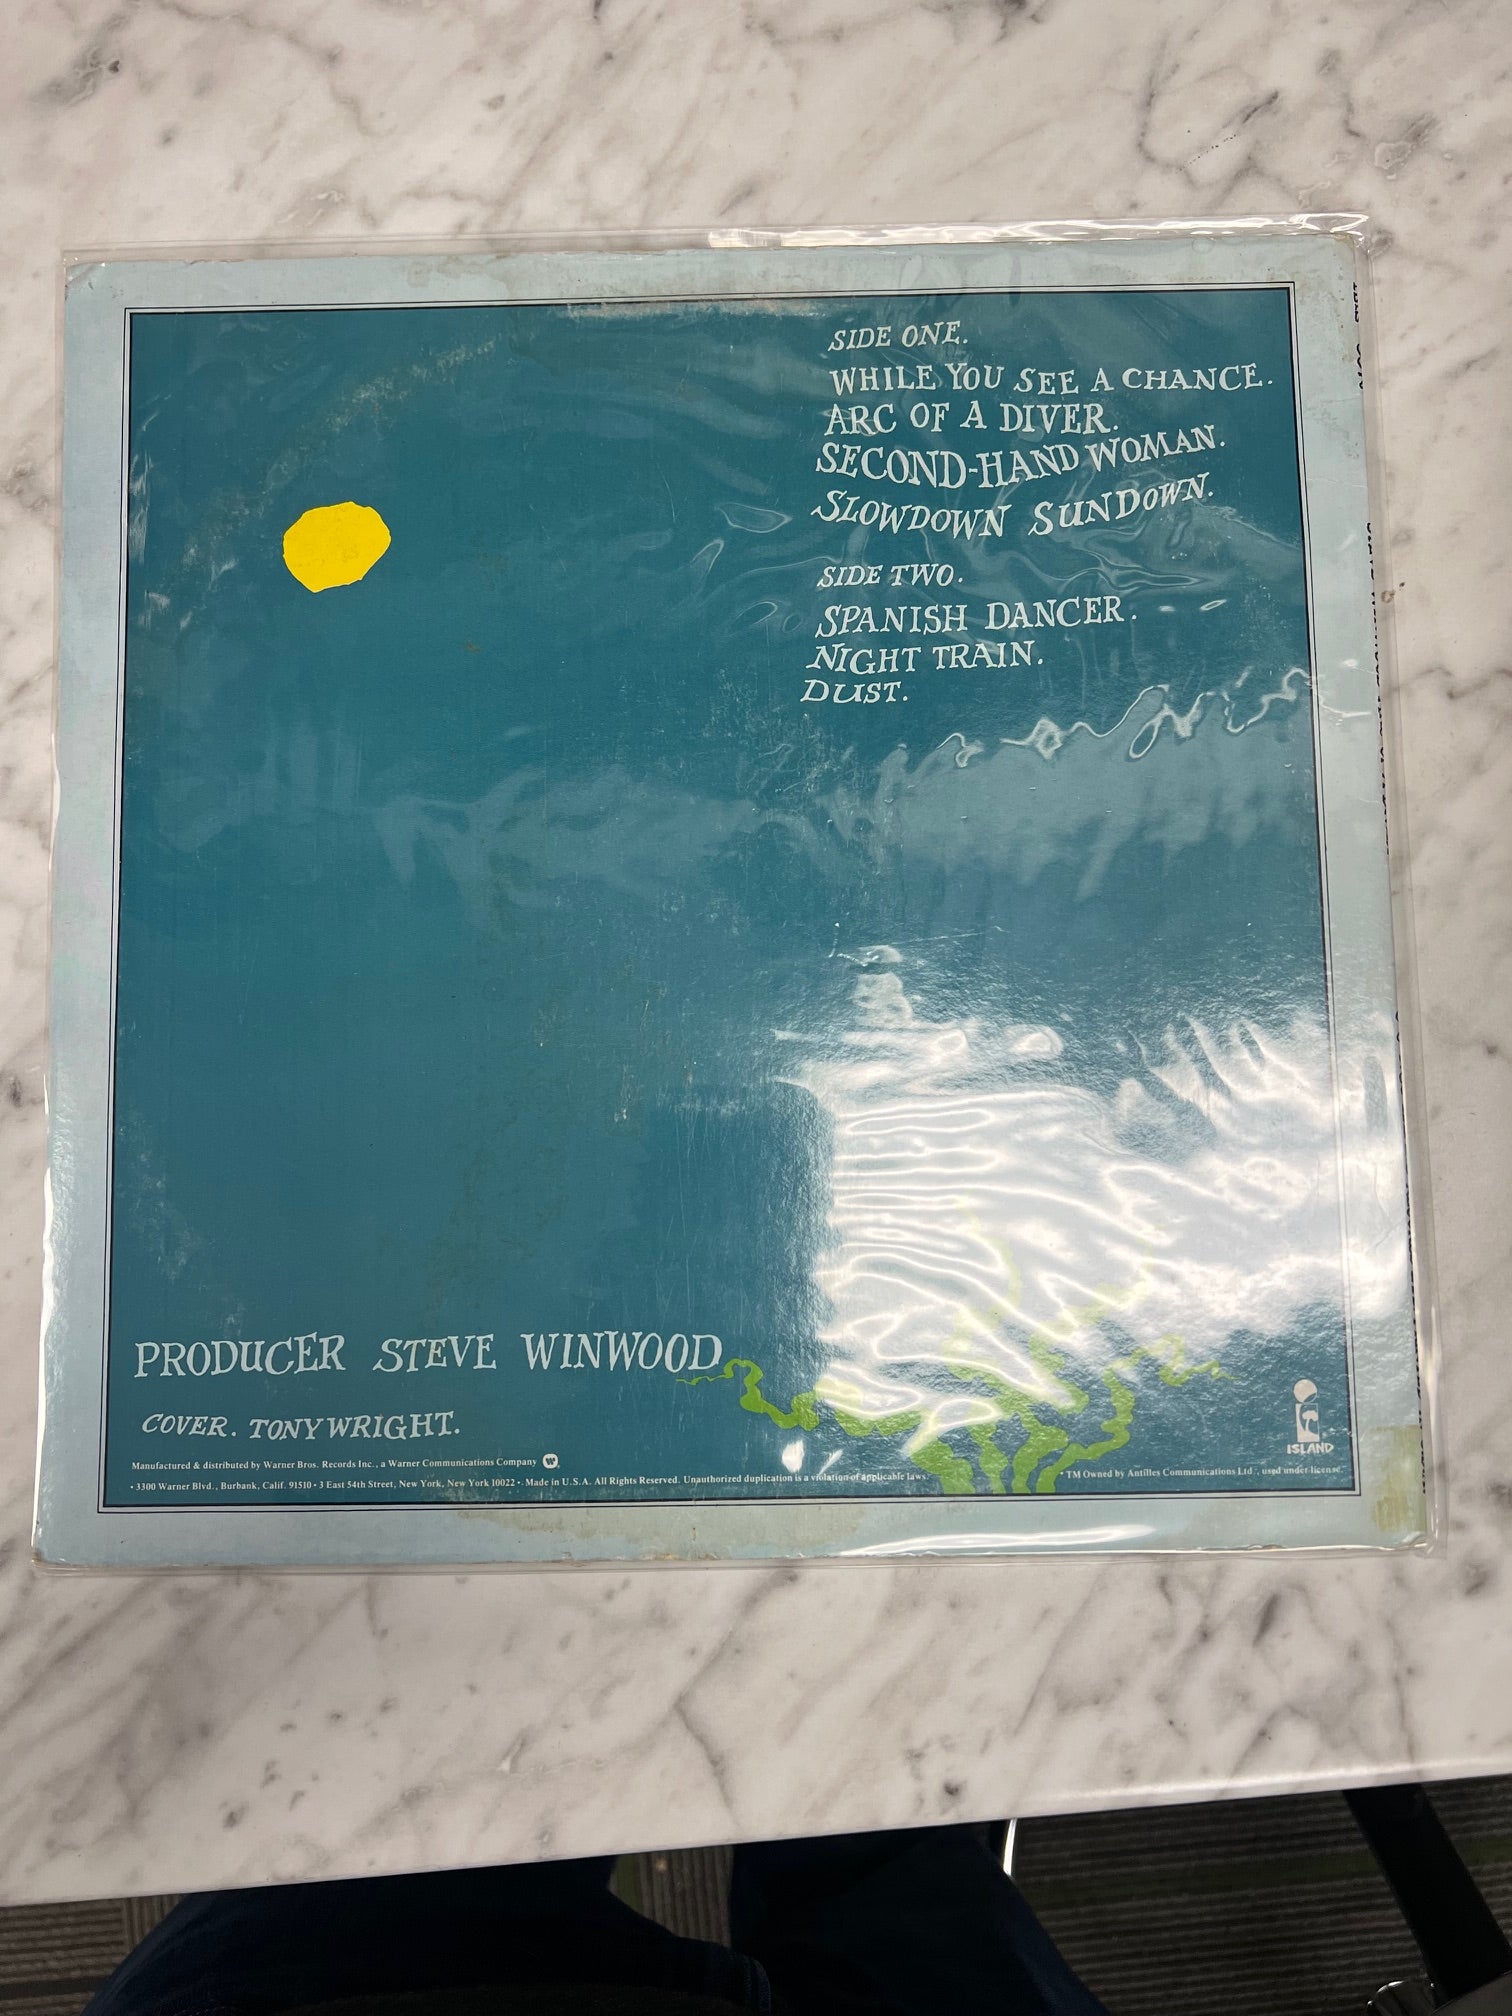 SIDE ONE.
WHILE YOU SEE A CHANCE.
ARC OF A DIVER.
SECOND-HAND WOMAN.
SLOWDOWN SUNDOWN.
SIDE TWO.
SPANISH DANCER.
NIGHT TRAIN.
DUST.
PRODUCER STEVE WINWOOD
COVER. TONY WRIGHT.
ISLAND
Manufactured & distributed by Warner Bros. Records Inc., a Warner Communications Company W
• 3300 Warner Blvd., Burbank, Calif. 91510 • 3 East 54th Street, New York, New York 10022 • Made in U.S.A. All Rights Reserved. Unauthorized duplication is a violation of applicable laws.
• TM Owned by Antilles Communications Ltd., used under license.